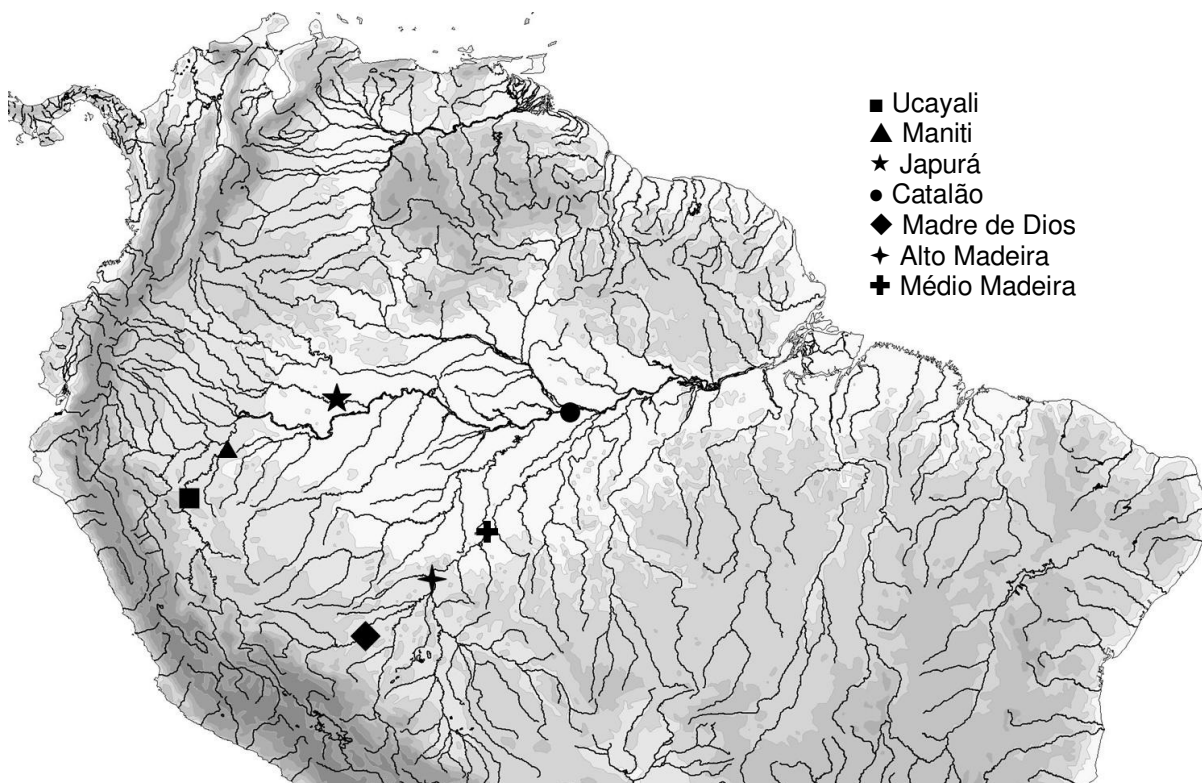 Ucayali
Maniti
Japurá
Catalão
Madre de Dios
Alto Madeira
Médio Madeira